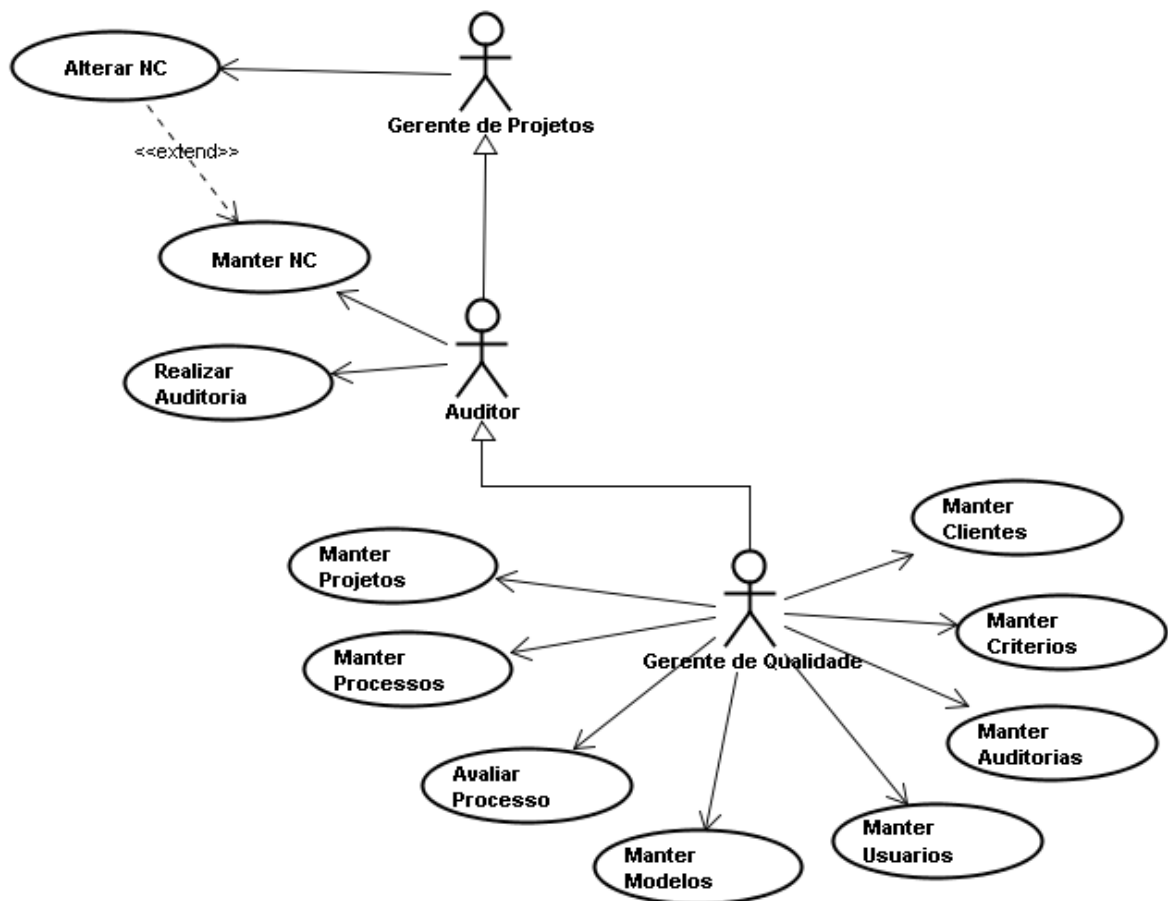 Alterar NC
Gerente de Projetos
<<extend>>
Manter NC
Realizar
Auditoria
Auditor
Manter
Clientes
Manter
Projetos
Manter
Criterios
Manter
Processos
Gerente de Qualidade
Manter
Auditorias
Avaliar
Processo
Manter
Usuarios
Manter
Modelos